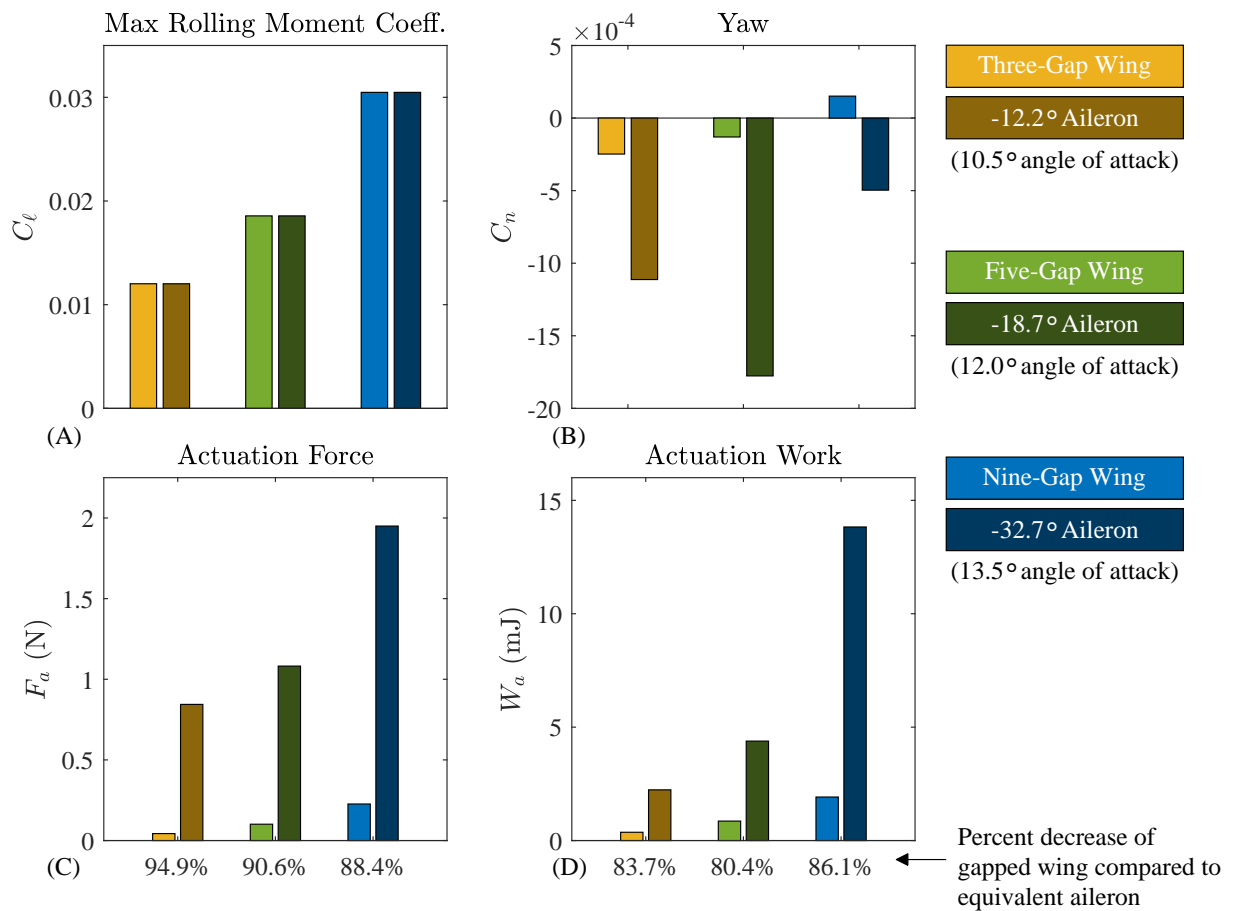 Max Rolling Moment Coeff.
0.03
0.02
0.01
0
C_ℓ
(A)
Yaw
×10⁻⁴
5
0
-5
-10
-15
-20
C_n
(B)
Three-Gap Wing
-12.2° Aileron
(10.5° angle of attack)
Five-Gap Wing
-18.7° Aileron
(12.0° angle of attack)
Nine-Gap Wing
-32.7° Aileron
(13.5° angle of attack)
Actuation Force
2
1.5
1
0.5
0
F_a (N)
(C)
94.9% 90.6% 88.4%
Actuation Work
15
10
5
0
W_a (mJ)
(D)
83.7% 80.4% 86.1%
Percent decrease of
gapped wing compared to
equivalent aileron